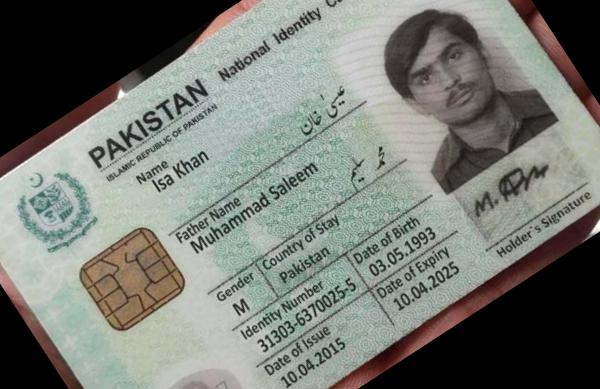 PAKISTAN National Identity C
ISLAMIC REPUBLIC OF PAKISTAN
Name
Isa Khan
عیسیٰ خان
Father Name
Muhammad Saleem
محمد سلیم
Gender Country of Stay
M Pakistan
Identity Number Date of Birth
31303-6370025-5 03.05.1993
Date of Issue Date of Expiry
10.04.2015 10.04.2025
Holder's Signature